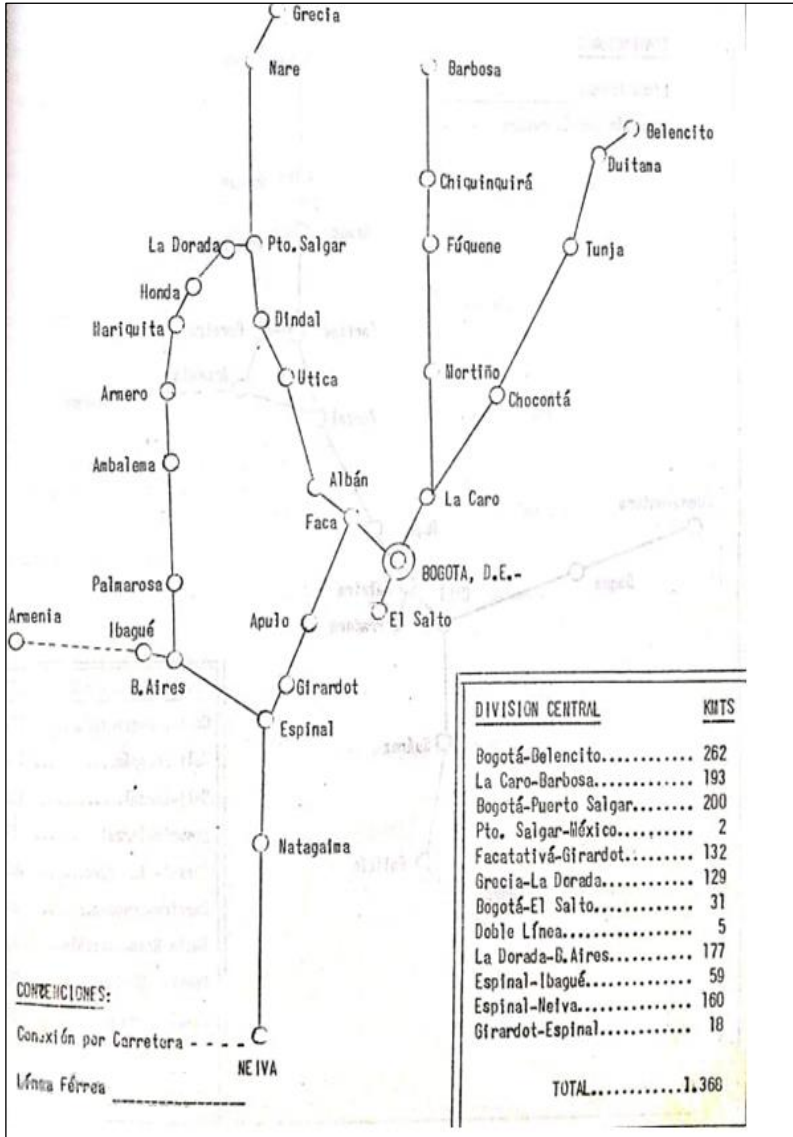 Grecia
Nare
Barbosa
Belencito
Duitama
Chiquinquirá
La Dorada
Pto. Salgar
Fúquene
Tunja
Honda
Mariquita
Dindal
Armero
Utica
Nortiño
Chocontá
Ambalema
Albán
La Caro
Faca
BOGOTA, D.E.-
Palmarosa
Armenia
Ibagué
Apulo
El Salto
B.Aires
Girardot
Espinal
Natagaima
NEIVA
CONVENCIONES:
Conexión por Carretera - - - -
Línea Férrea
DIVISION CENTRAL KMTS
Bogotá-Belencito............ 262
La Caro-Barbosa............. 193
Bogotá-Puerto Salgar........ 200
Pto. Salgar-México.......... 2
Facatativá-Girardot......... 132
Grecia-La Dorada............ 129
Bogotá-El Salto............. 31
Doble Línea................. 5
La Dorada-B.Aires........... 177
Espinal-Ibagué.............. 59
Espinal-Neiva............... 160
Girardot-Espinal............ 18
TOTAL............1.368